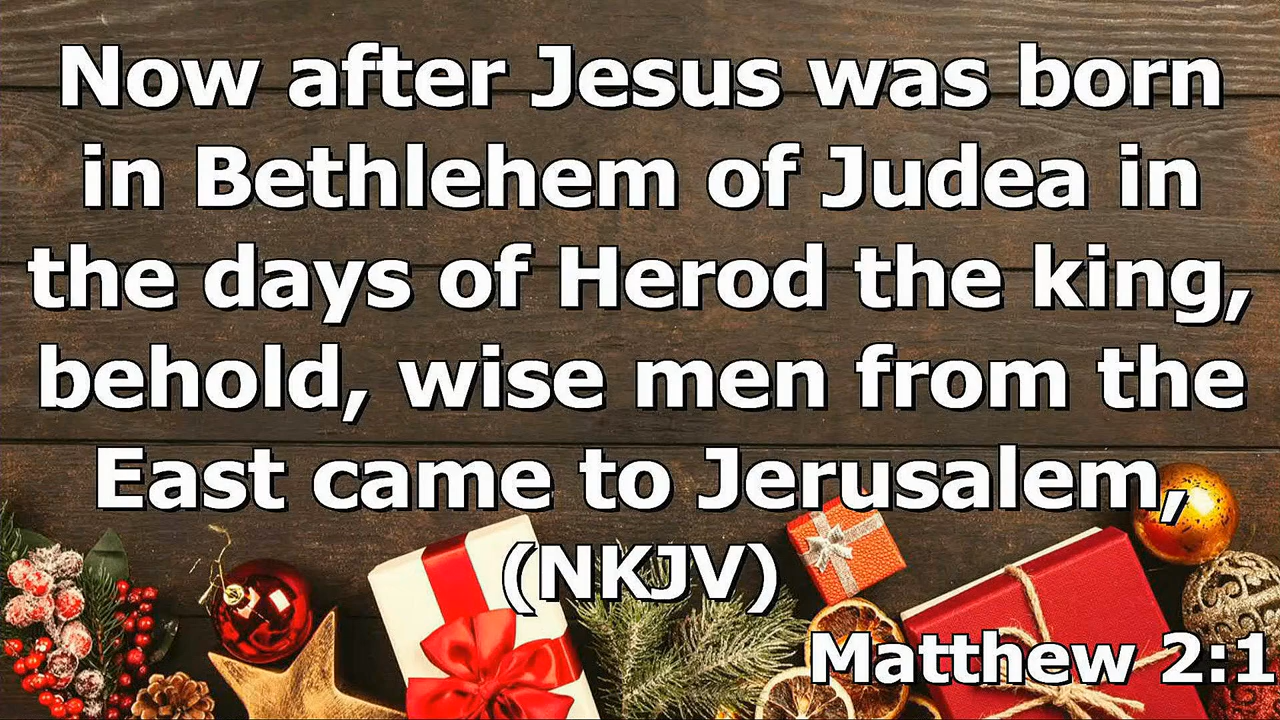 Now after Jesus was born
in Bethlehem of Judea in
the days of Herod the king,
behold, wise men from the
East came to Jerusalem,
(NKJV)
Matthew 2:1